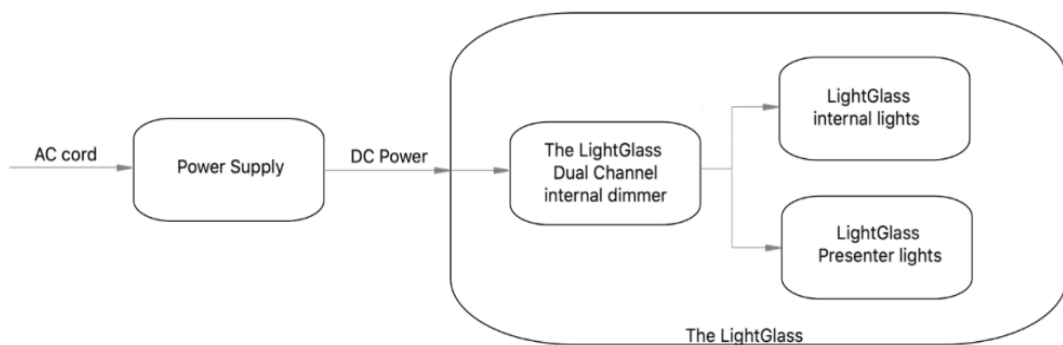 AC cord
Power Supply
DC Power
The LightGlass
Dual Channel
internal dimmer
LightGlass
internal lights
LightGlass
Presenter lights
The LightGlass